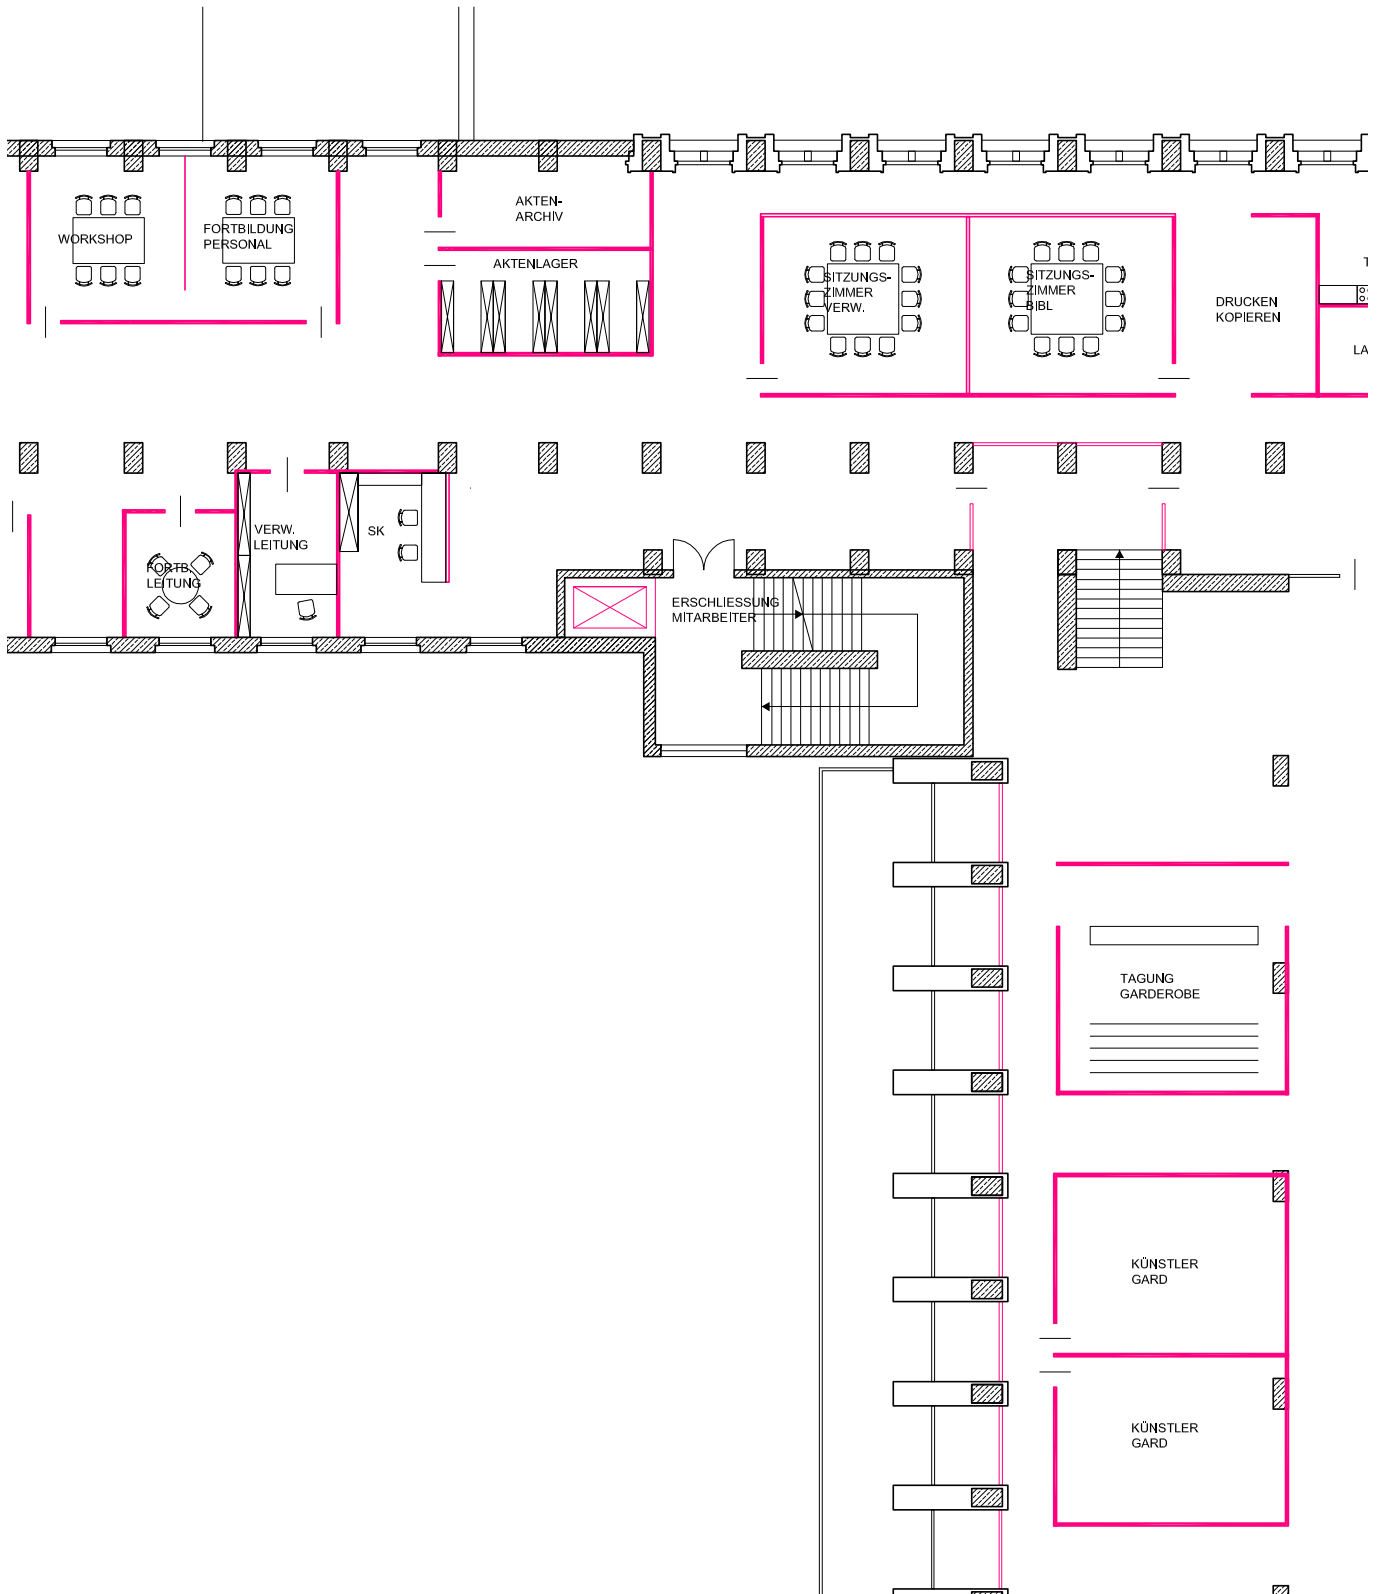 AKTEN-
ARCHIV
WORKSHOP
FORTBILDUNG
PERSONAL
AKTENLAGER
SITZUNGS-
ZIMMER
VERW.
SITZUNGS-
ZIMMER
BIBL
DRUCKEN
KOPIEREN
T
LA
VERW.
LEITUNG
SK
FORTB.
LEITUNG
ERSCHLIESSUNG
MITARBEITER
TAGUNG
GARDEROBE
KÜNSTLER
GARD
KÜNSTLER
GARD